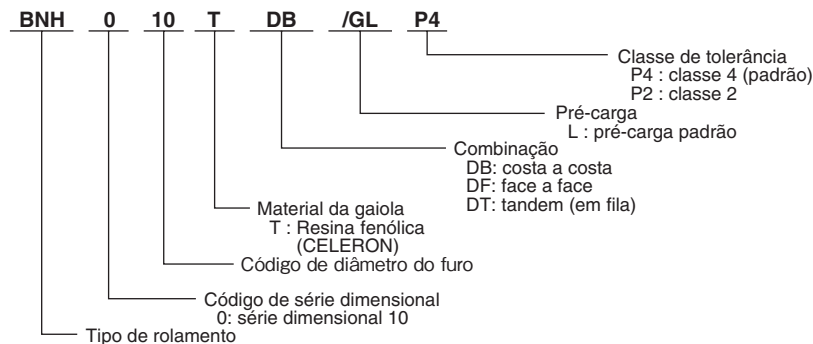 BNH 0 10 T DB /GL P4
Classe de tolerância
P4 : classe 4 (padrão)
P2 : classe 2
Pré-carga
L : pré-carga padrão
Combinação
DB: costa a costa
DF: face a face
DT: tandem (em fila)
Material da gaiola
T : Resina fenólica
(CELERON)
Código de diâmetro do furo
Código de série dimensional
0: série dimensional 10
Tipo de rolamento